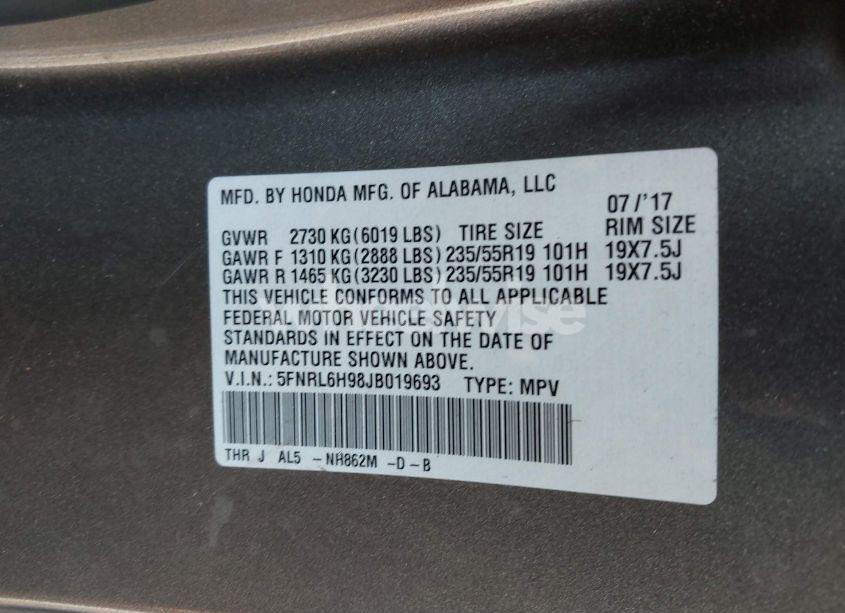 MFD. BY HONDA MFG. OF ALABAMA, LLC 07/'17
GVWR 2730 KG(6019 LBS) TIRE SIZE RIM SIZE
GAWR F 1310 KG(2888 LBS) 235/55R19 101H 19X7.5J
GAWR R 1465 KG(3230 LBS) 235/55R19 101H 19X7.5J
THIS VEHICLE CONFORMS TO ALL APPLICABLE
FEDERAL MOTOR VEHICLE SAFETY
STANDARDS IN EFFECT ON THE DATE OF
MANUFACTURE SHOWN ABOVE.
V.I.N.: 5FNRL6H98JB019693 TYPE: MPV
THR J AL5 -NH862M -D-B